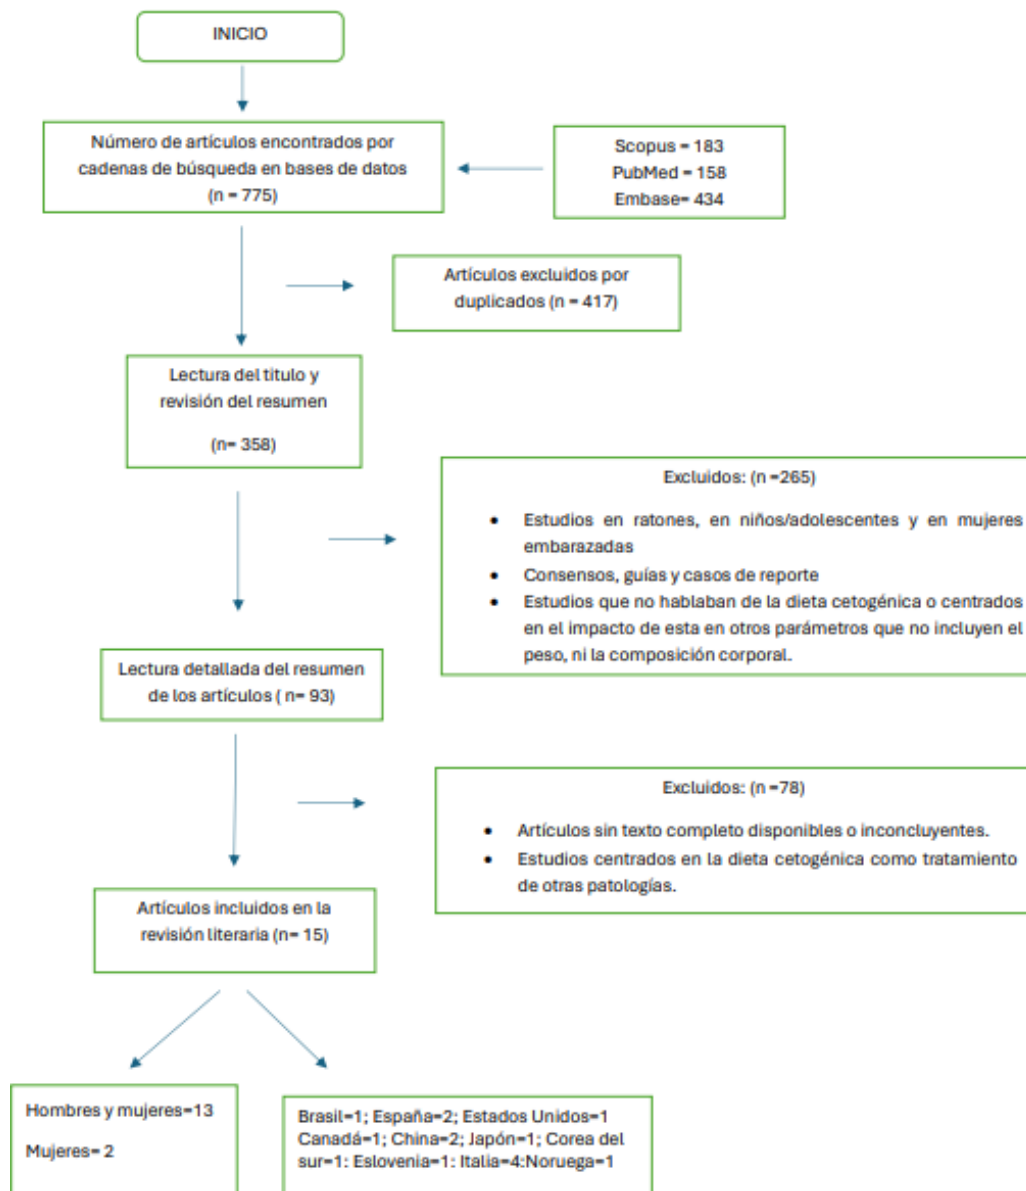 INICIO
Número de artículos encontrados por
cadenas de búsqueda en bases de datos
(n = 775)
Scopus = 183
PubMed = 158
Embase= 434
Artículos excluidos por
duplicados (n = 417)
Lectura del titulo y
revisión del resumen
(n= 358)
Excluidos: (n =265)
• Estudios en ratones, en niños/adolescentes y en mujeres
embarazadas
• Consensos, guías y casos de reporte
• Estudios que no hablaban de la dieta cetogénica o centrados
en el impacto de esta en otros parámetros que no incluyen el
peso, ni la composición corporal.
Lectura detallada del resumen
de los artículos ( n= 93)
Excluidos: (n =78)
• Artículos sin texto completo disponibles o inconcluyentes.
• Estudios centrados en la dieta cetogénica como tratamiento
de otras patologías.
Artículos incluidos en la
revisión literaria (n= 15)
Hombres y mujeres=13
Mujeres= 2
Brasil=1; España=2; Estados Unidos=1
Canadá=1; China=2; Japón=1; Corea del
sur=1: Eslovenia=1: Italia=4:Noruega=1